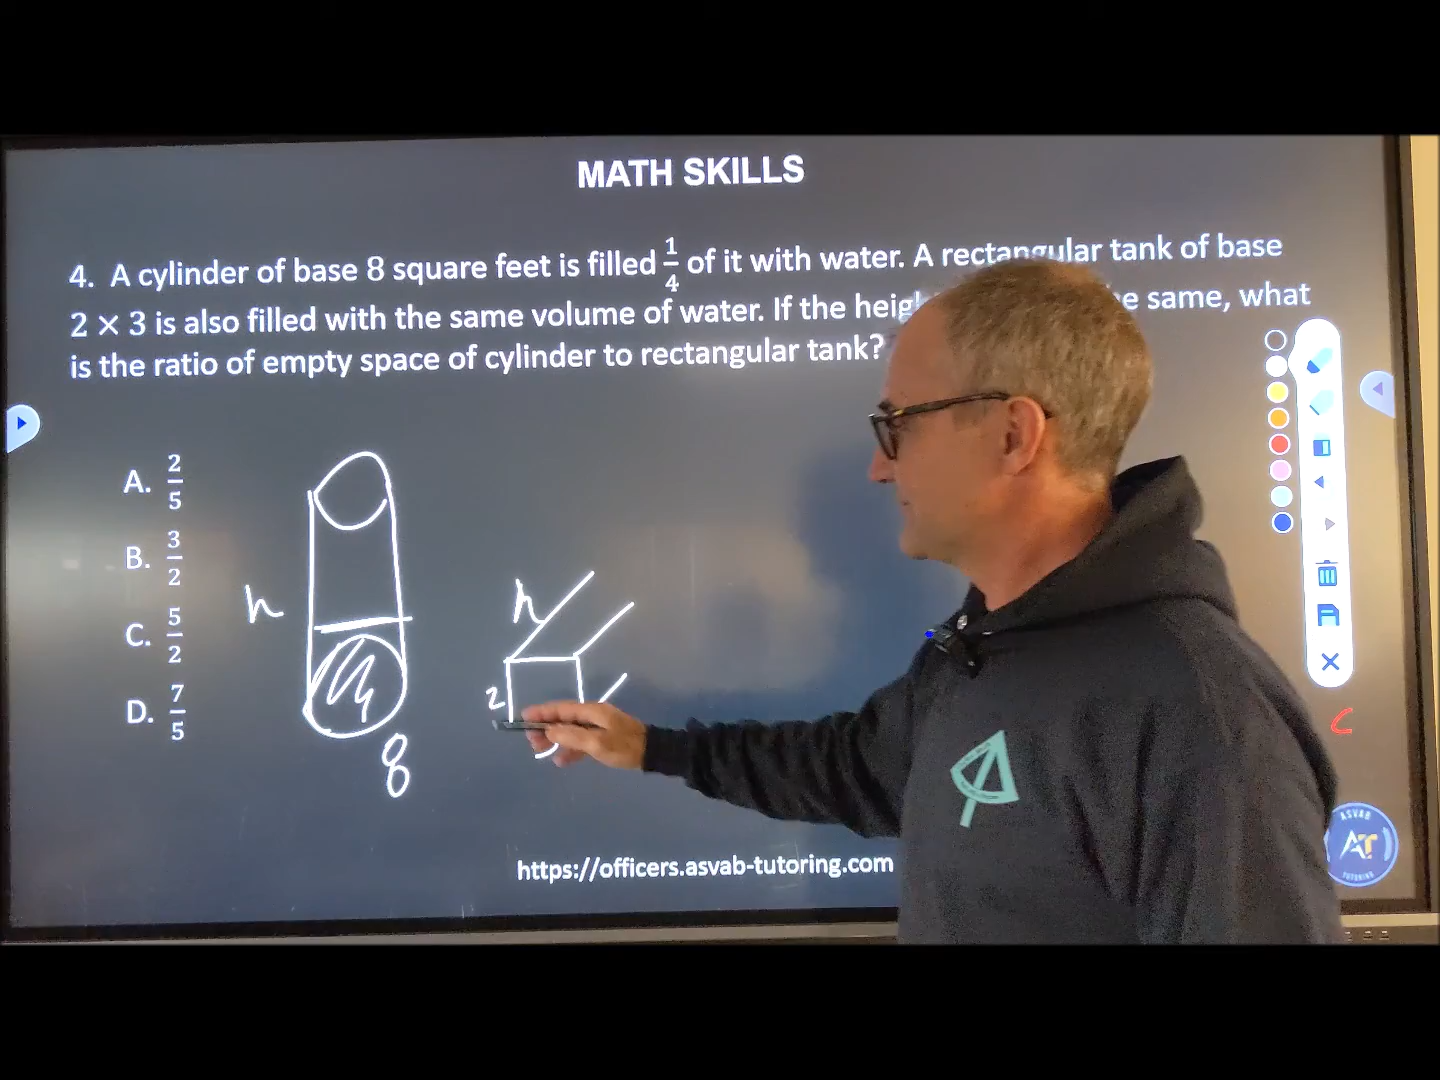 MATH SKILLS
4. A cylinder of base 8 square feet is filled 1/4 of it with water. A rectangular tank of base
2 × 3 is also filled with the same volume of water. If the same, what
is the ratio of empty space of cylinder to rectangular tank?
A. 2/5
B. 3/2
C. 5/2
D. 7/5
h
8
h
2
https://officers.asvab-tutoring.com
C
ASVAB
AT
TUTORING